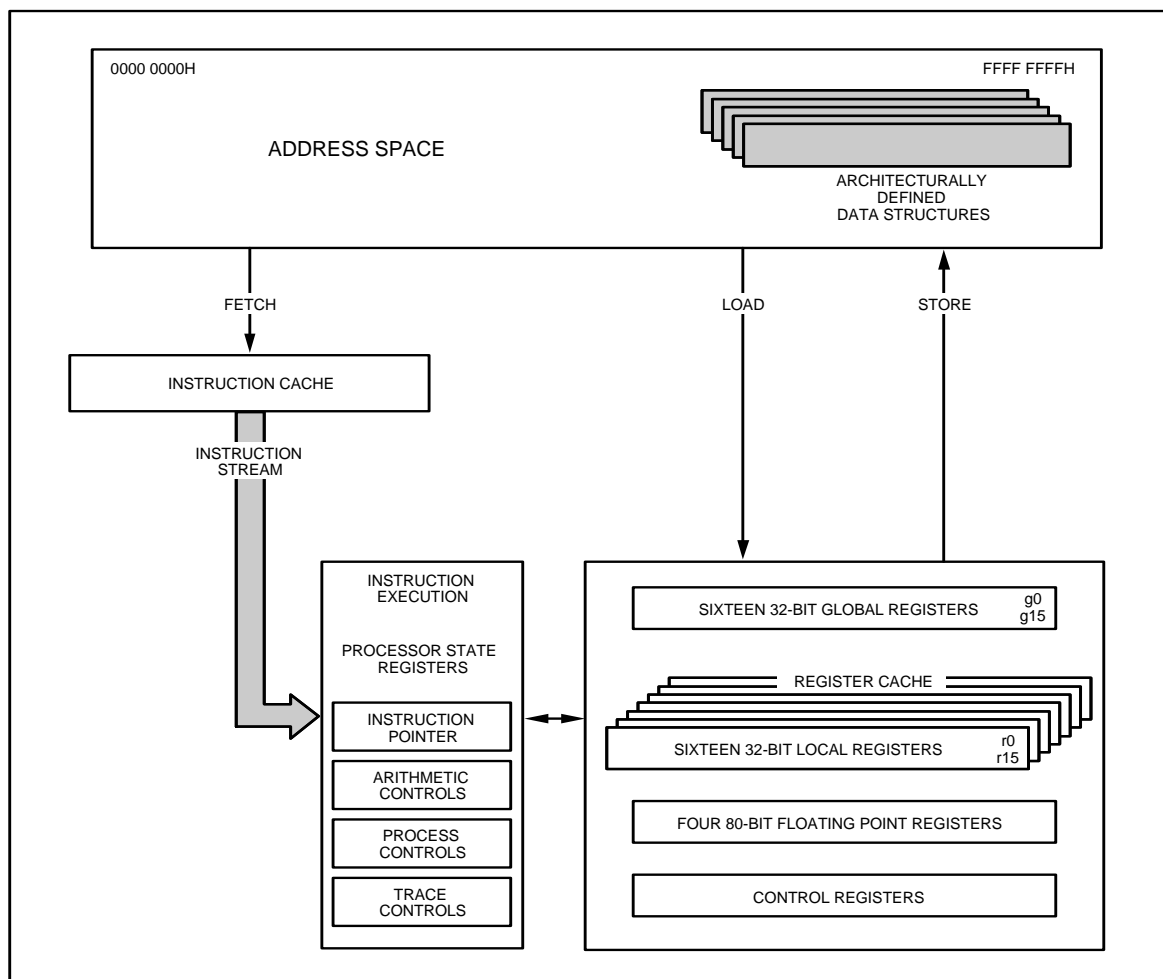 0000 0000H
FFFF FFFFH
ADDRESS SPACE
ARCHITECTURALLY
DEFINED
DATA STRUCTURES
FETCH
LOAD
STORE
INSTRUCTION CACHE
INSTRUCTION
STREAM
INSTRUCTION
EXECUTION
PROCESSOR STATE
REGISTERS
INSTRUCTION
POINTER
ARITHMETIC
CONTROLS
PROCESS
CONTROLS
TRACE
CONTROLS
SIXTEEN 32-BIT GLOBAL REGISTERS
g0
g15
REGISTER CACHE
SIXTEEN 32-BIT LOCAL REGISTERS
r0
r15
FOUR 80-BIT FLOATING POINT REGISTERS
CONTROL REGISTERS